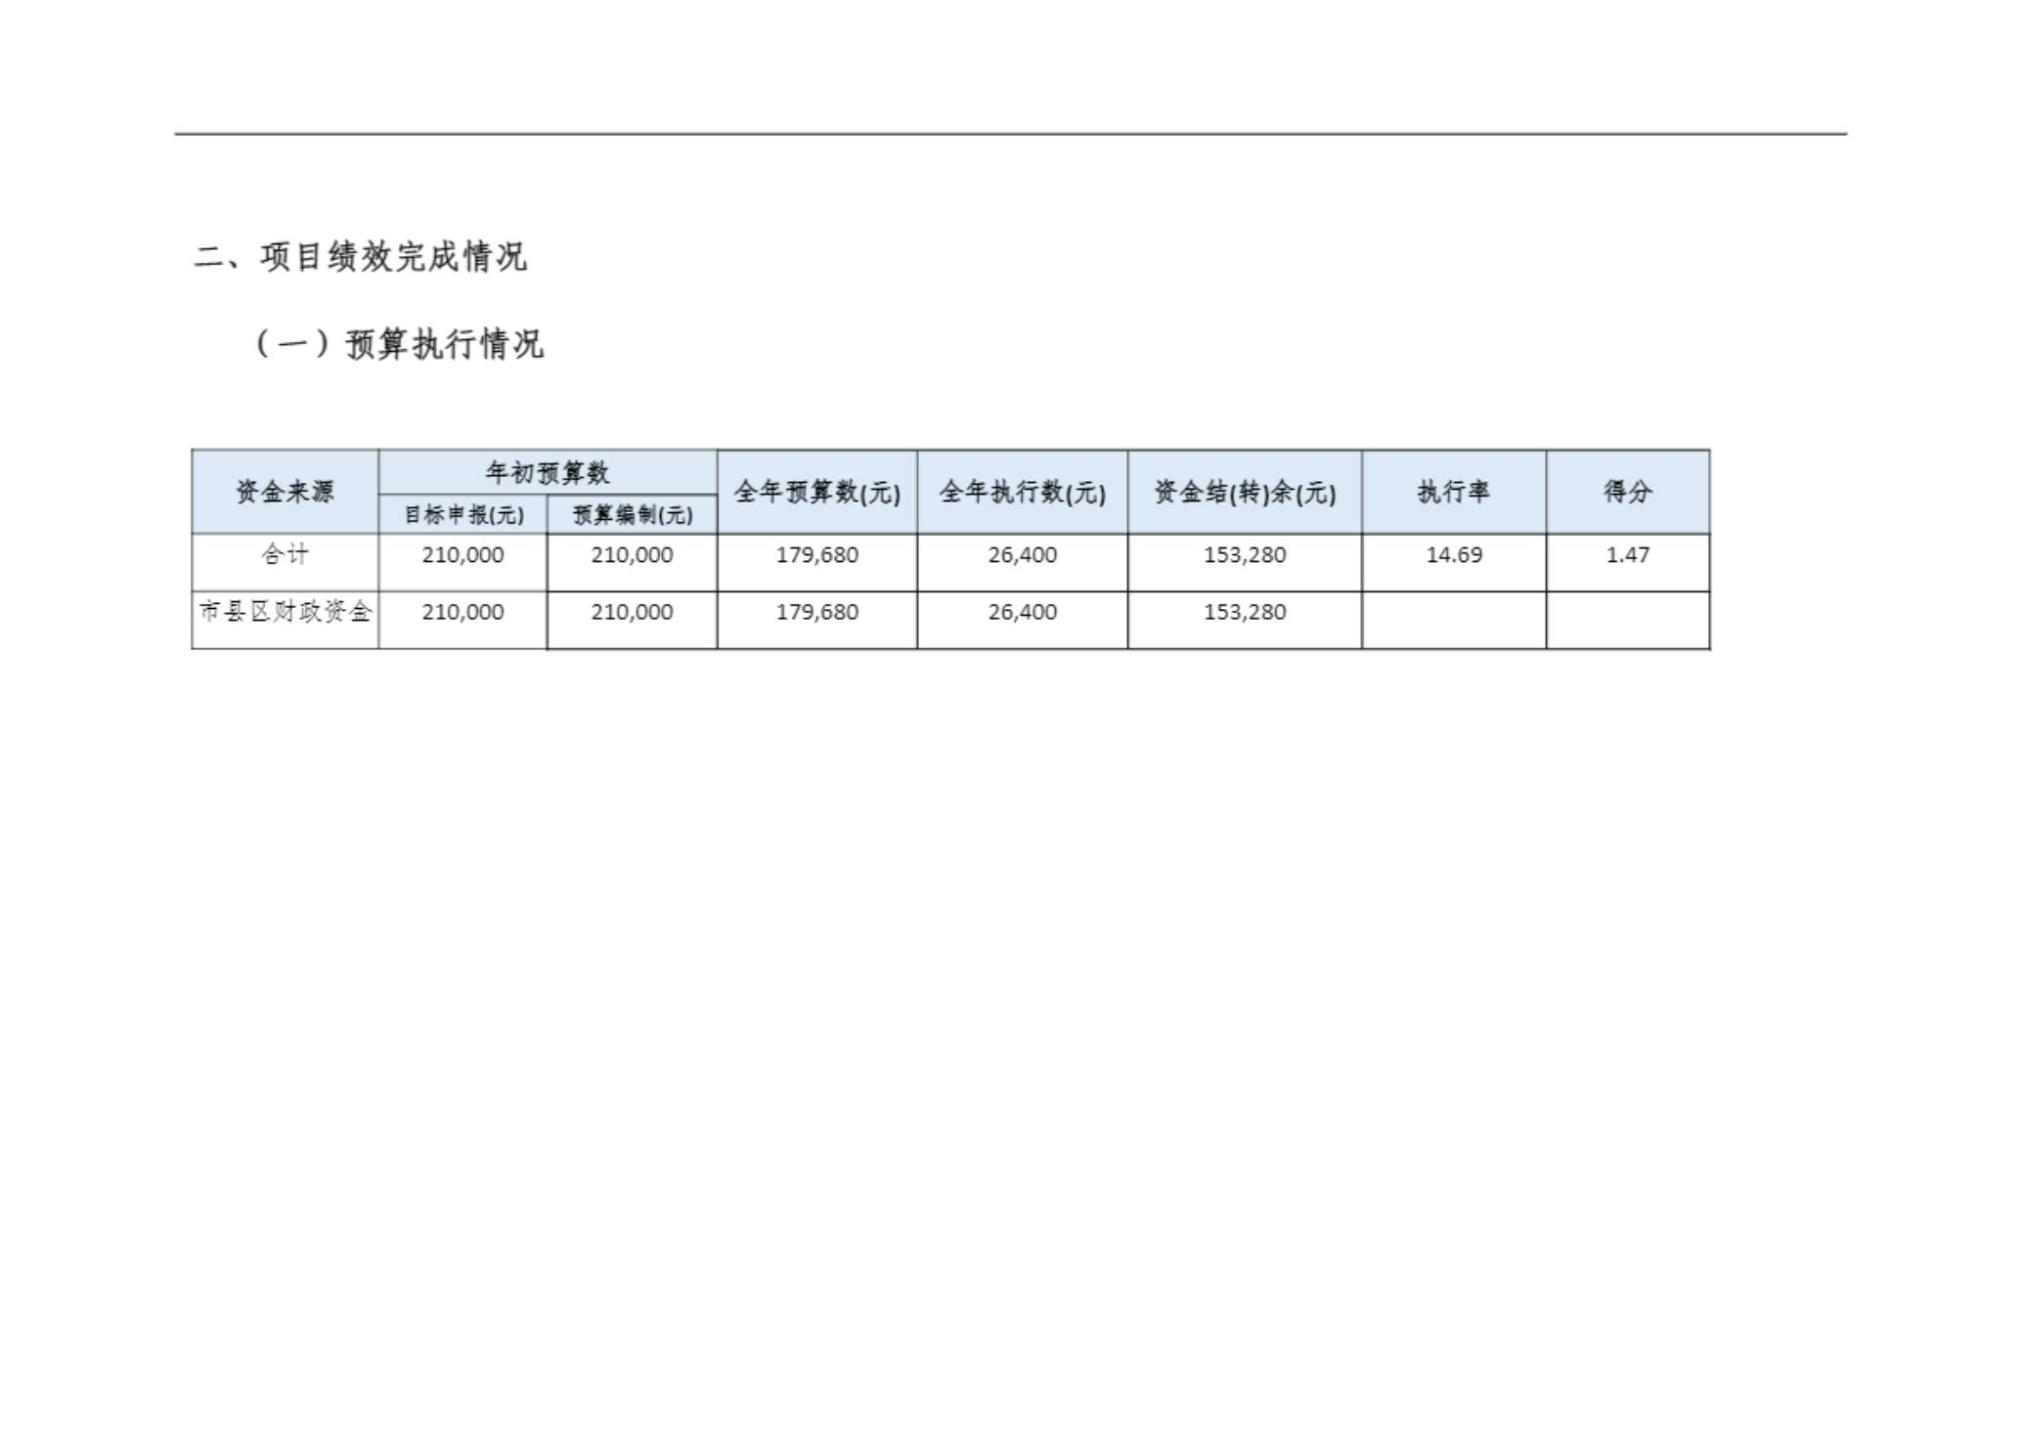 二、项目绩效完成情况
（一）预算执行情况
资金来源 年初预算数 全年预算数(元) 全年执行数(元) 资金结(转)余(元) 执行率 得分
目标申报(元) 预算编制(元)
合计 210,000 210,000 179,680 26,400 153,280 14.69 1.47
市县区财政资金 210,000 210,000 179,680 26,400 153,280